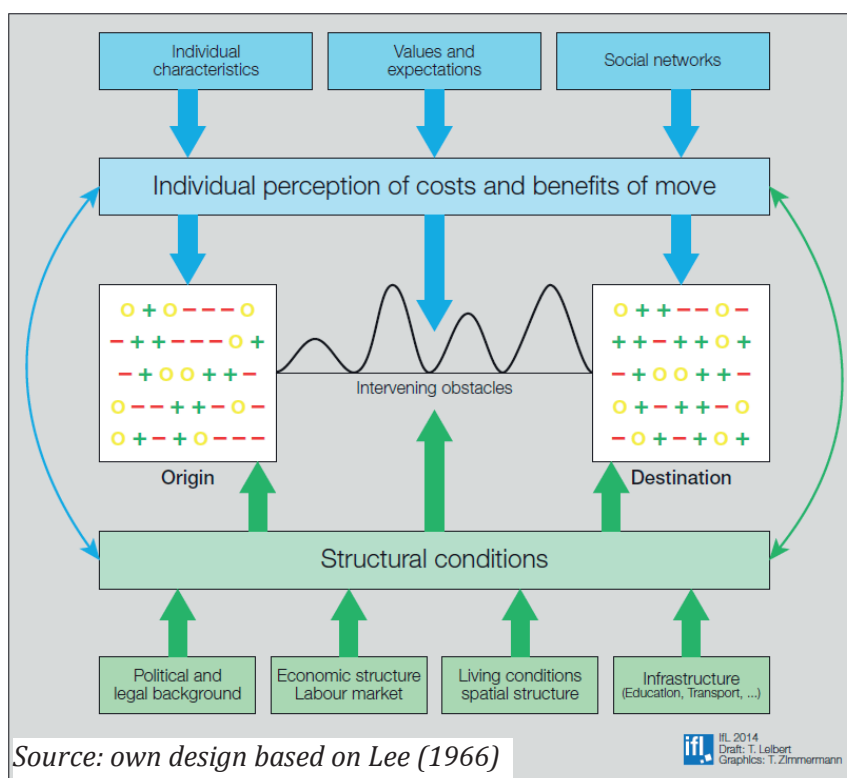 Individual
characteristics
Values and
expectations
Social networks
Individual perception of costs and benefits of move
O + O - - - O
- + + - - - O +
- + O O + + -
O - - + + - O -
O + - + O - - -
Origin
Intervening obstacles
O + + - - O -
+ + - + + O +
- + O O + + -
O + - + + - O
- O + - + O +
Destination
Structural conditions
Political and
legal background
Economic structure
Labour market
Living conditions
spatial structure
Infrastructure
(Education, Transport, ...)
Source: own design based on Lee (1966)
ifl
IfL 2014
Draft: T. Leibert
Graphics: T. Zimmermann